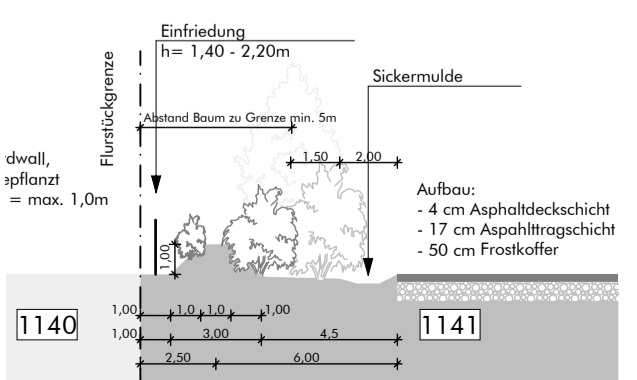 Einfriedung
h= 1,40 - 2,20m
Flurstückgrenze
Sickermulde
Abstand Baum zu Grenze min. 5m
1,50 2,00
rdwall,
epflanzt
= max. 1,0m
Aufbau:
- 4 cm Asphaltdeckschicht
- 17 cm Aspahlttragschicht
- 50 cm Frostkoffer
1,00
1140
1141
1,00 1,0 1,0 1,00
1,00 3,00 4,5
2,50 6,00